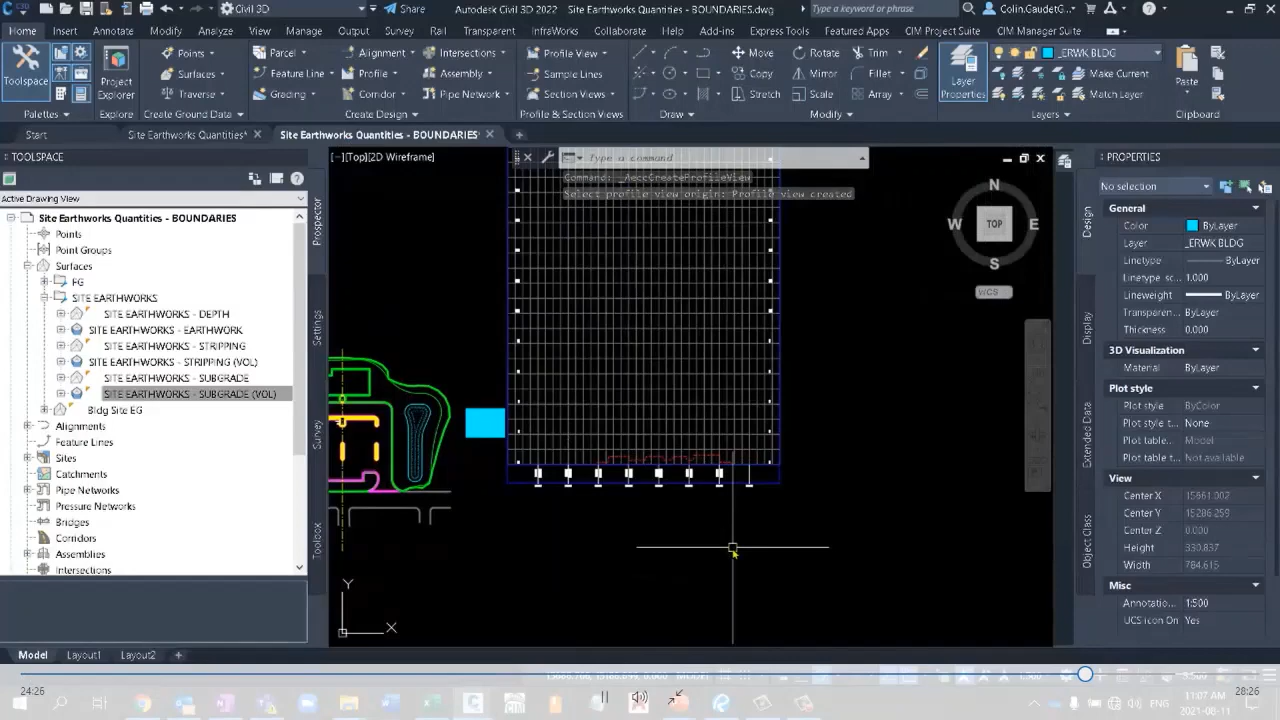 C3D Civil 3D Share Autodesk Civil 3D 2022 Site Earthworks Quantities - BOUNDARIES.dwg Type a keyword or phrase Colin.CaudetG...
Home Insert Annotate Modify Analyze View Manage Output Survey Rail Transparent InfraWorks Collaborate Help Add-ins Express Tools Featured Apps CIM Project Suite CIM Manager Suite
Points Parcel Alignment Intersections Profile View Move Rotate Trim _ERWK BLDG
Toolspace Project Explorer Surfaces Feature Line Profile Assembly Sample Lines Copy Mirror Fillet Layer Properties Make Current Paste
Traverse Grading Corridor Pipe Network Section Views Stretch Scale Array Match Layer
Palettes Explore Create Ground Data Create Design Profile & Section Views Draw Modify Layers Clipboard
Start Site Earthworks Quantities* Site Earthworks Quantities - BOUNDARIES*
TOOLSPACE
[−][Top][2D Wireframe]
Type a command
PROPERTIES
Command: _AeccCreateProfileView
Select profile view origin: Profile view created
Active Drawing View
Site Earthworks Quantities - BOUNDARIES
Points
Point Groups
Surfaces
FG
SITE EARTHWORKS
SITE EARTHWORKS - DEPTH
SITE EARTHWORKS - EARTHWORK
SITE EARTHWORKS - STRIPPING
SITE EARTHWORKS - STRIPPING (VOL)
SITE EARTHWORKS - SUBGRADE
SITE EARTHWORKS - SUBGRADE (VOL)
Bldg Site EG
Alignments
Feature Lines
Sites
Catchments
Pipe Networks
Pressure Networks
Bridges
Corridors
Assemblies
Intersections
Prospector
Settings
Survey
Toolbox
N
W TOP E
S
WCS
Y
X
No selection
Design
Display
Extended Data
Object Class
General
Color ByLayer
Layer _ERWK BLDG
Linetype ByLayer
Linetype sc... 1.000
Lineweight ByLayer
Transparen... ByLayer
Thickness 0.000
3D Visualization
Material ByLayer
Plot style
Plot style ByColor
Plot style t... None
Plot table... Model
Plot table... Not available
View
Center X 15661.002
Center Y 15286.259
Center Z 0.000
Height 330.837
Width 784.615
Misc
Annotatio... 1:500
UCS icon On Yes
Model Layout1 Layout2 +
24:26
28:26
ENG
11:07 AM
2021-08-11